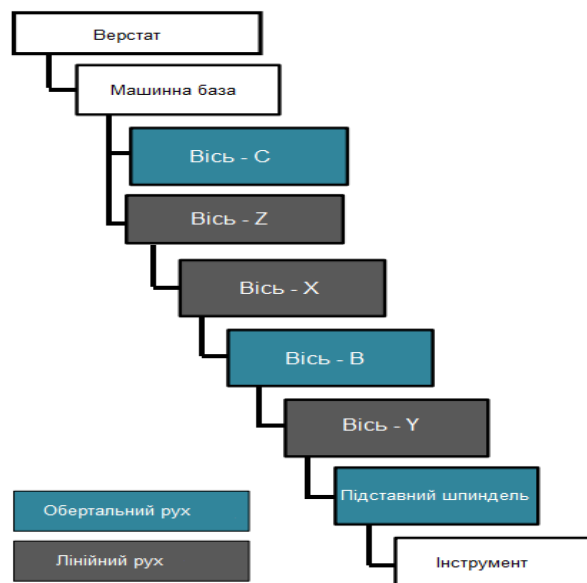 Верстат
Машинна база
Вісь - C
Вісь - Z
Вісь - X
Вісь - B
Вісь - Y
Підставний шпиндель
Інструмент
Обертальний рух
Лінійний рух